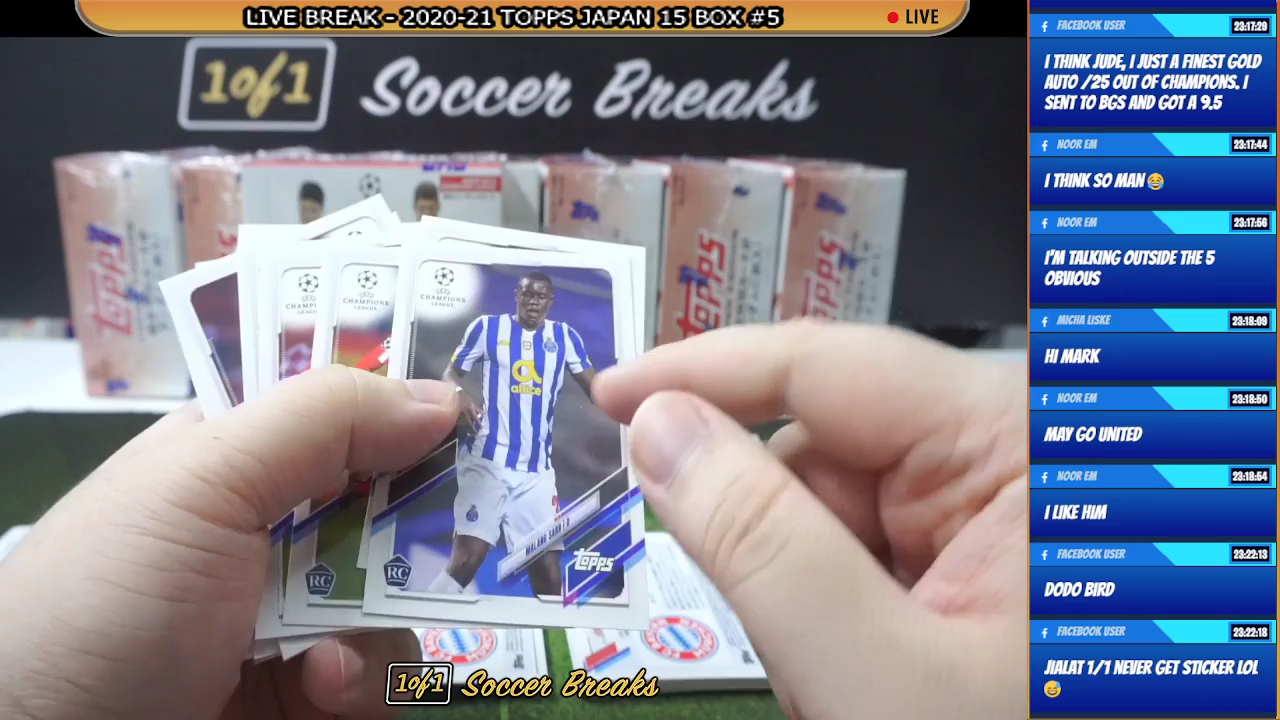 LIVE BREAK - 2020-21 TOPPS JAPAN 15 BOX #5
LIVE
1of1 Soccer Breaks
topps
topps
CHAMPIONS
LEAGUE
CHAMPIONS
LEAGUE
CHAMPIONS
LEAGUE
altice
MALANG SARR
RC
RC
topps
1of1 Soccer Breaks
FACEBOOK USER
23:17:29
I THINK JUDE, I JUST A FINEST GOLD
AUTO /25 OUT OF CHAMPIONS. I
SENT TO BGS AND GOT A 9.5
NOOR EM
23:17:44
I THINK SO MAN 😂
NOOR EM
23:17:56
I'M TALKING OUTSIDE THE 5
OBVIOUS
MICHA LISKE
23:18:09
HI MARK
NOOR EM
23:18:50
MAY GO UNITED
NOOR EM
23:18:54
I LIKE HIM
FACEBOOK USER
23:22:13
DODO BIRD
FACEBOOK USER
23:22:18
JIALAT 1/1 NEVER GET STICKER LOL
😅